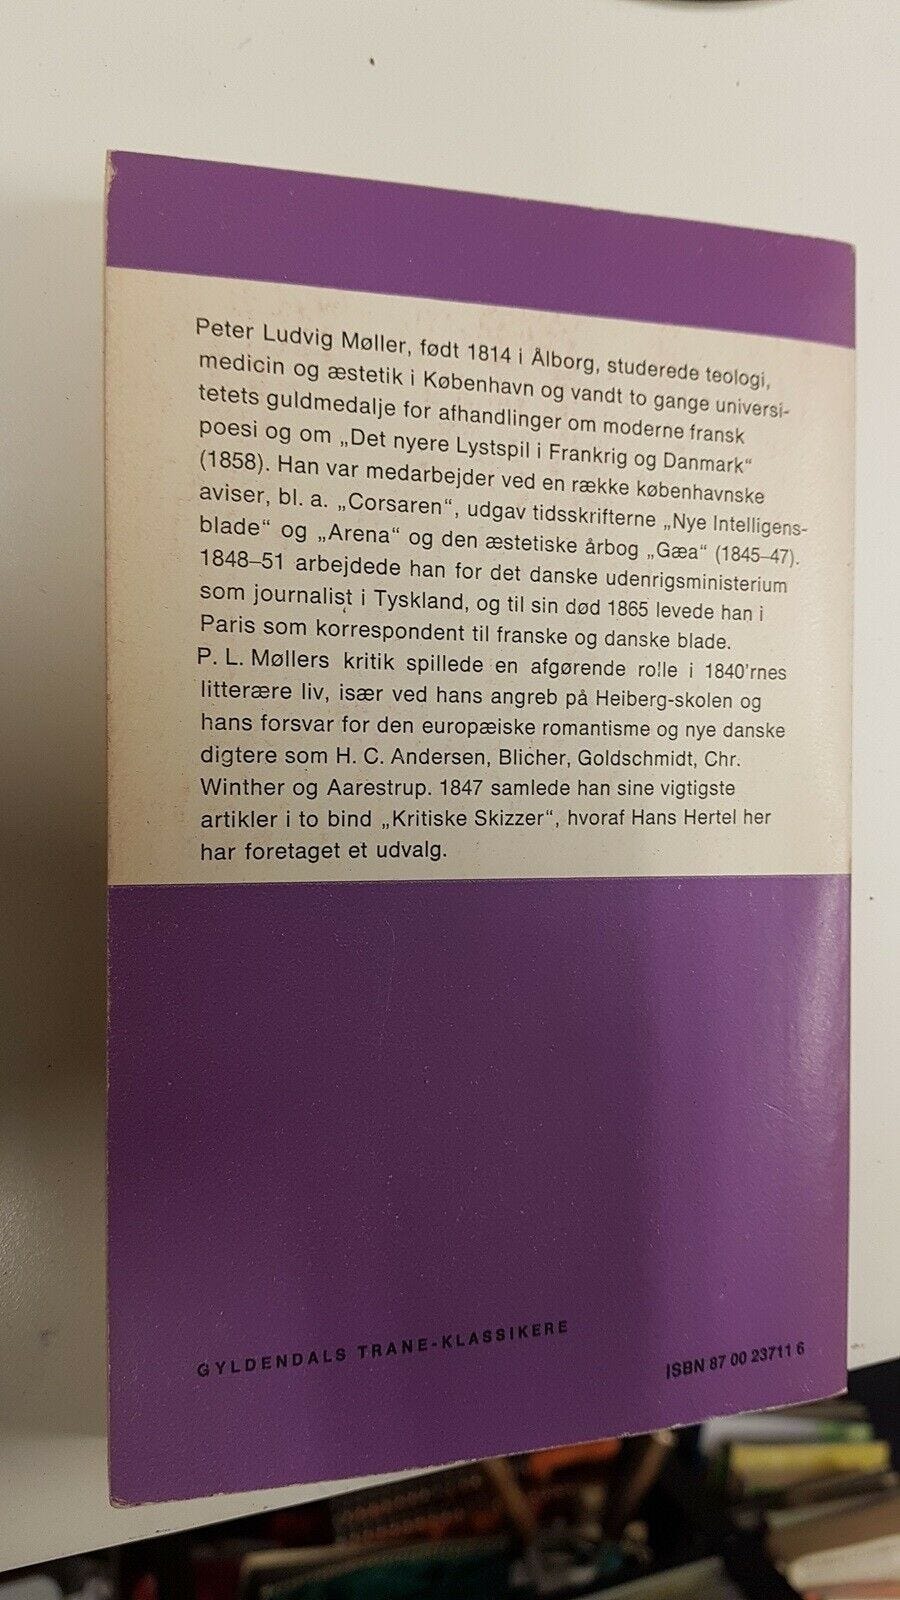 Peter Ludvig Møller, født 1814 i Ålborg, studerede teologi,
medicin og æstetik i København og vandt to gange universi-
tetets guldmedalje for afhandlinger om moderne fransk
poesi og om „Det nyere Lystspil i Frankrig og Danmark“
(1858). Han var medarbejder ved en række københavnske
aviser, bl. a. „Corsaren“, udgav tidsskrifterne „Nye Intelligens-
blade“ og „Arena“ og den æstetiske årbog „Gæa“ (1845–47).
1848–51 arbejdede han for det danske udenrigsministerium
som journalist i Tyskland, og til sin død 1865 levede han i
Paris som korrespondent til franske og danske blade.
P. L. Møllers kritik spillede en afgørende rolle i 1840'rnes
litterære liv, især ved hans angreb på Heiberg-skolen og
hans forsvar for den europæiske romantisme og nye danske
digtere som H. C. Andersen, Blicher, Goldschmidt, Chr.
Winther og Aarestrup. 1847 samlede han sine vigtigste
artikler i to bind „Kritiske Skizzer“, hvoraf Hans Hertel her
har foretaget et udvalg.
GYLDENDALS TRANE-KLASSIKERE
ISBN 87 00 23711 6